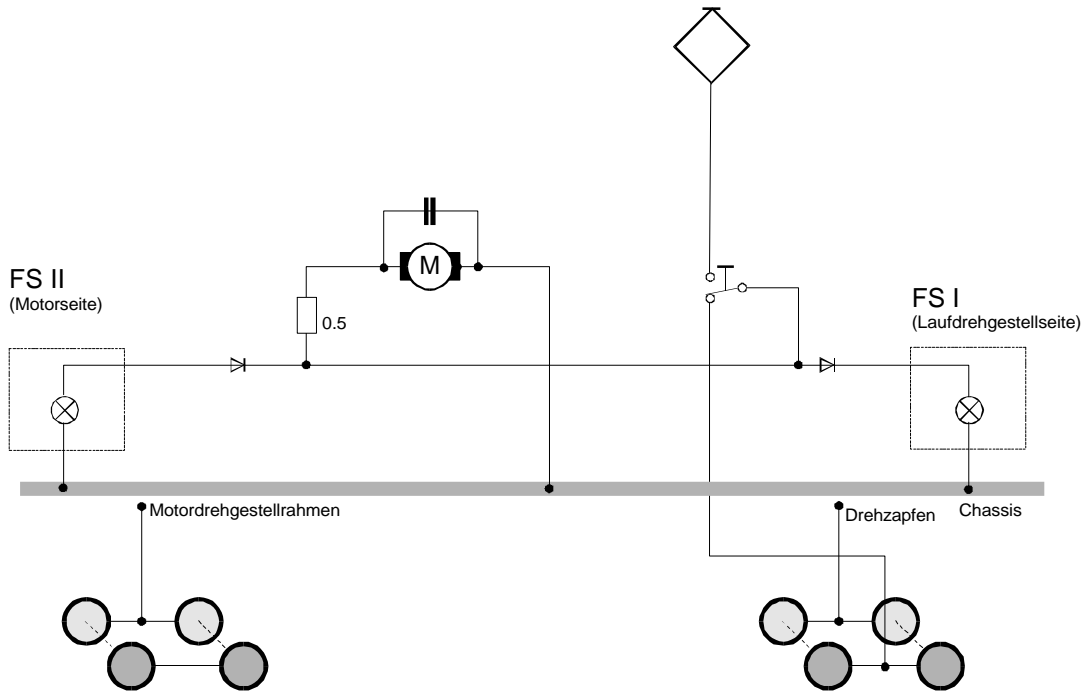 M
FS II
(Motorseite)
0.5
FS I
(Laufdrehgestellseite)
Motordrehgestellrahmen
Drehzapfen
Chassis